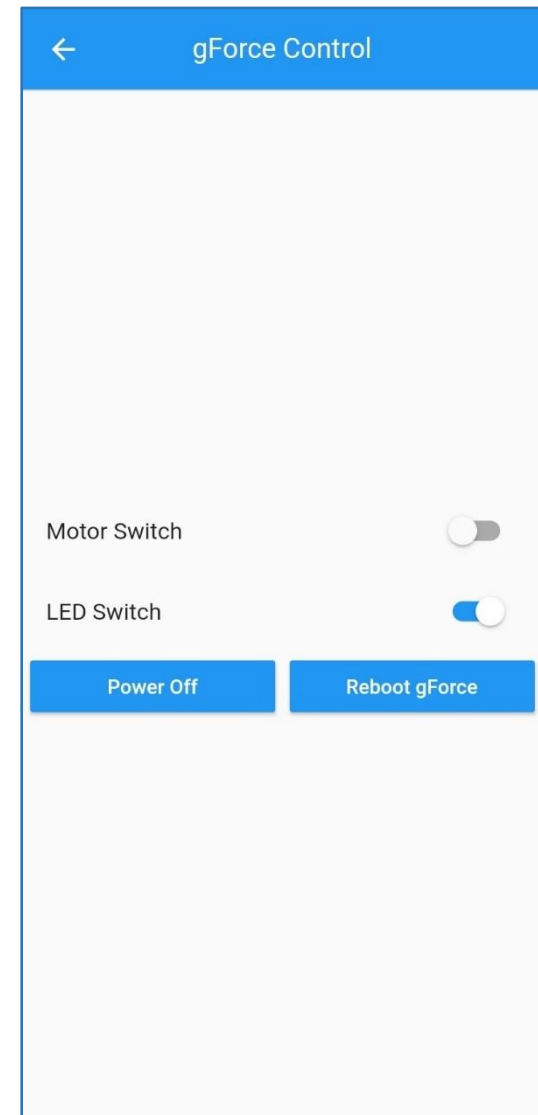 gForce Control
Motor Switch
LED Switch
Power Off
Reboot gForce